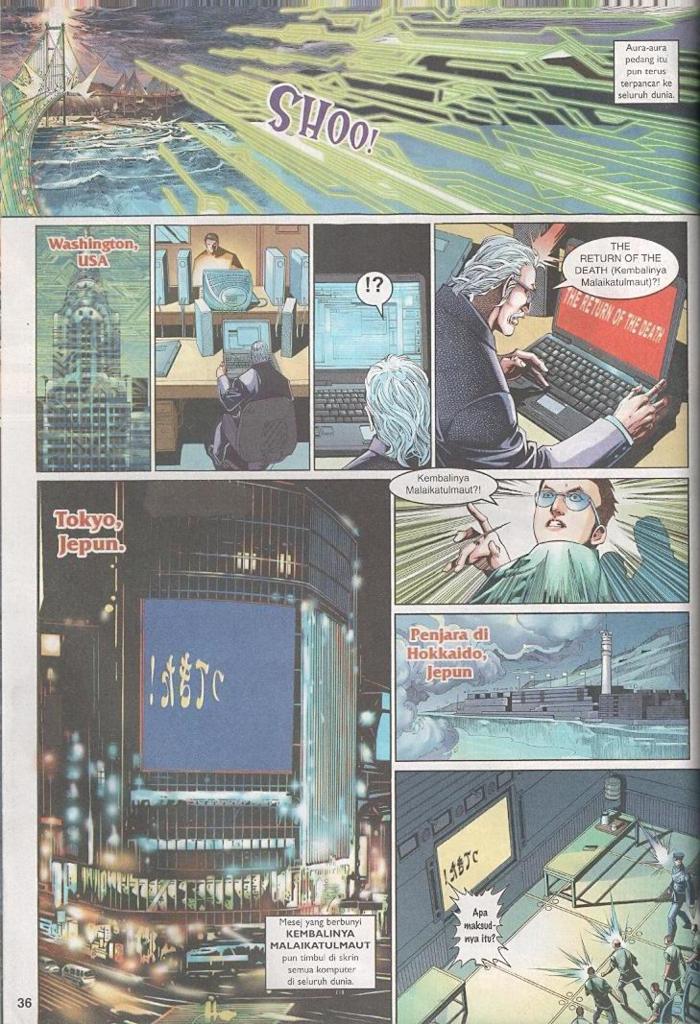 Aura-aura
pedang itu
pun terus
terpancar ke
seluruh dunia.
SHOO!
Washington,
USA
!?
THE
RETURN OF THE
DEATH (Kembalinya
Malaikatulmaut)?!
THE RETURN OF THE DEATH
Tokyo,
Jepun.
Kembalinya
Malaikatulmaut?!
Penjara di
Hokkaido,
Jepun
Apa
maksud-
nya itu?
Mesej yang berbunyi
KEMBALINYA
MALAIKATULMAUT
pun timbul di skrin
semua komputer
di seluruh dunia.
36